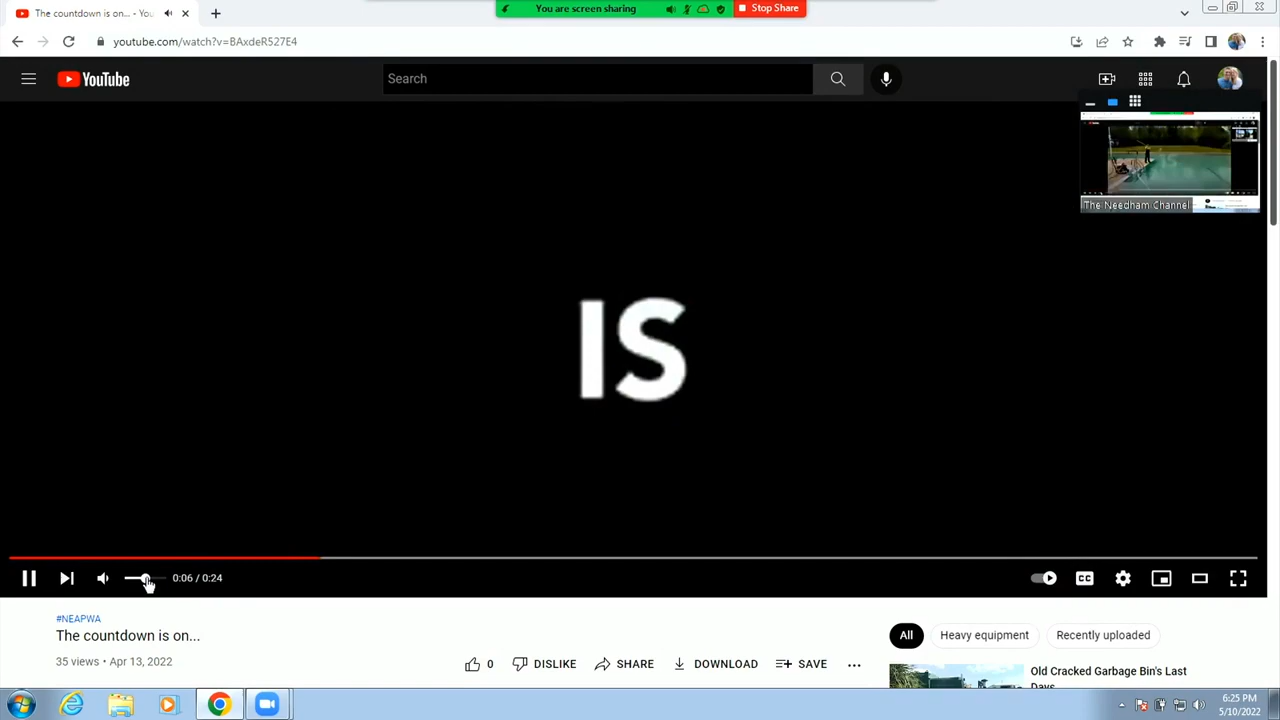 The countdown is on... - You
You are screen sharing
Stop Share
youtube.com/watch?v=BAxdeR527E4
YouTube
Search
The Needham Channel
IS
0:06 / 0:24
CC
#NEAPWA
The countdown is on...
35 views • Apr 13, 2022
0
DISLIKE
SHARE
DOWNLOAD
SAVE
All
Heavy equipment
Recently uploaded
Old Cracked Garbage Bin's Last
Days
6:25 PM
5/10/2022